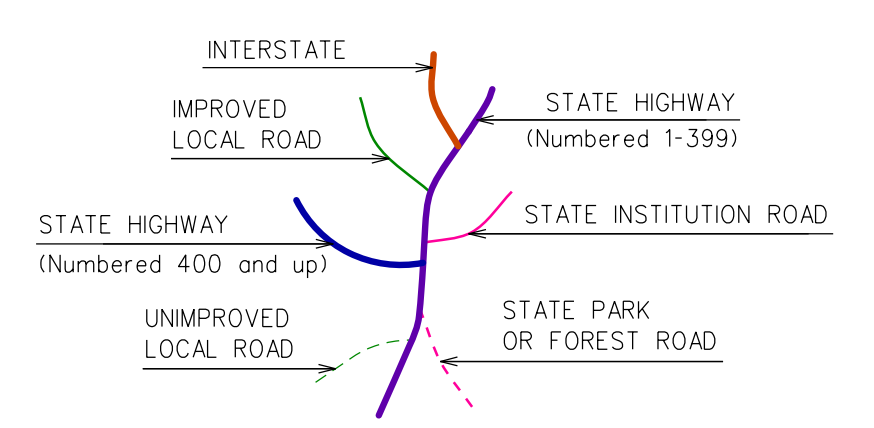 INTERSTATE
STATE HIGHWAY
(Numbered 1-399)
IMPROVED
LOCAL ROAD
STATE HIGHWAY
(Numbered 400 and up)
STATE INSTITUTION ROAD
UNIMPROVED
LOCAL ROAD
STATE PARK
OR FOREST ROAD